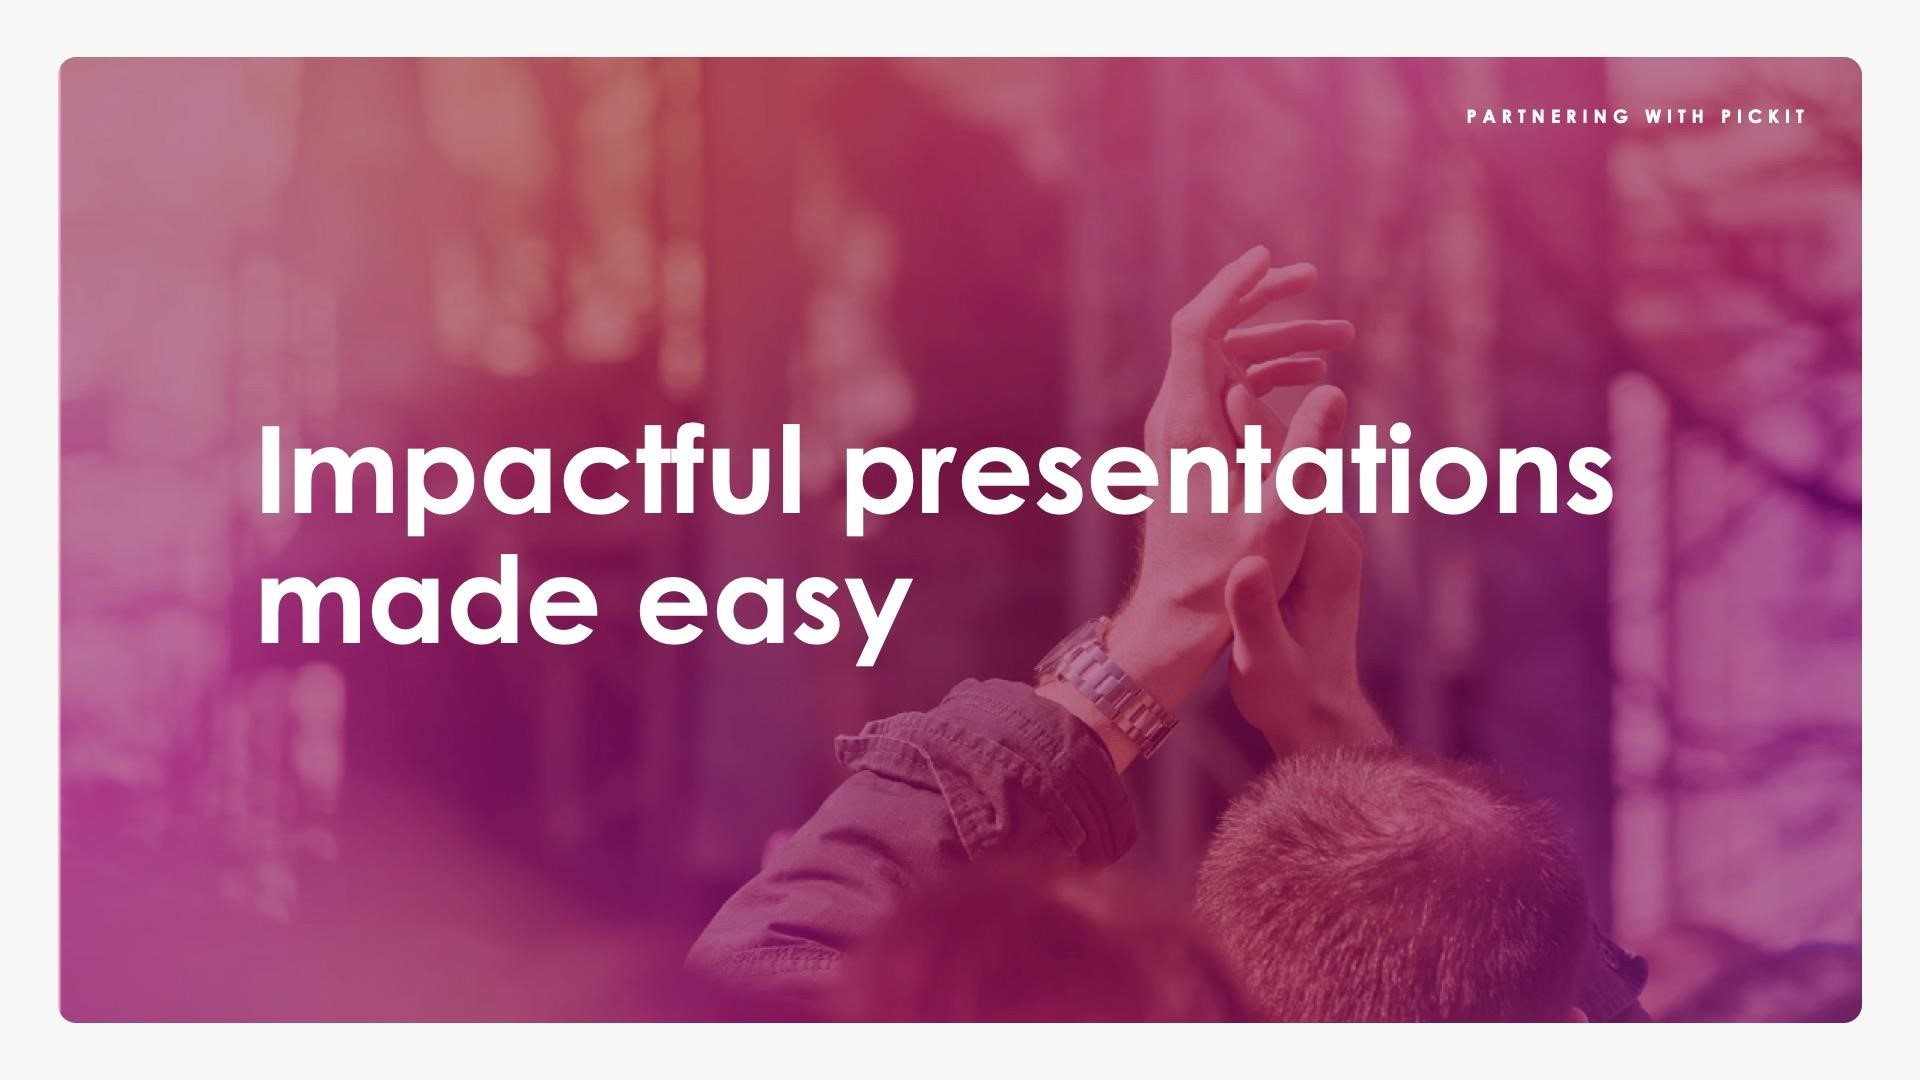 PARTNERING WITH PICKIT
Impactful presentations
made easy